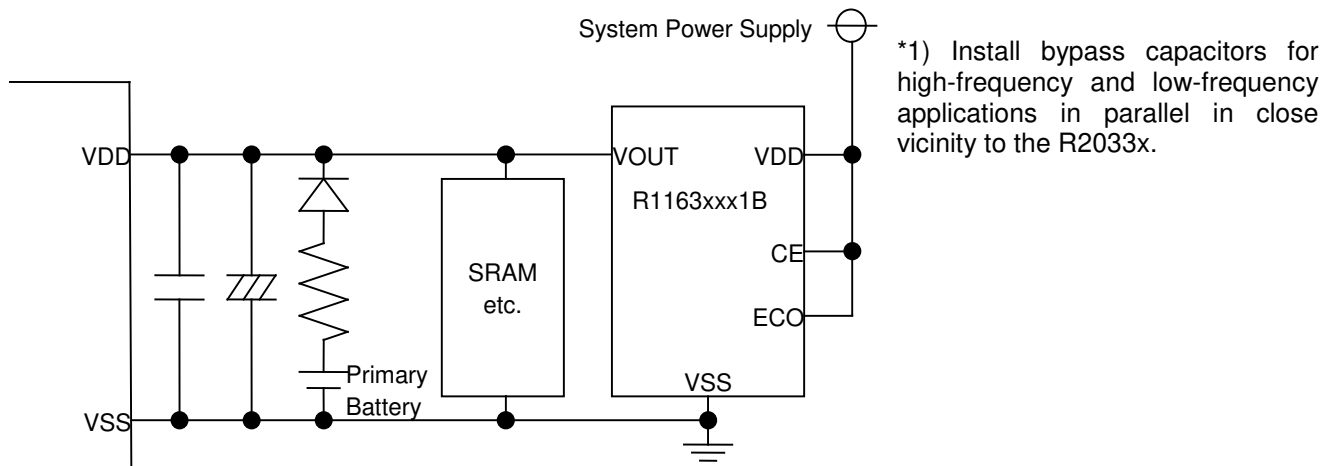 System Power Supply
*1) Install bypass capacitors for
high-frequency and low-frequency
applications in parallel in close
vicinity to the R2033x.
VDD
VOUT
VDD
R1163xxx1B
CE
SRAM
etc.
ECO
Primary
Battery
VSS
VSS